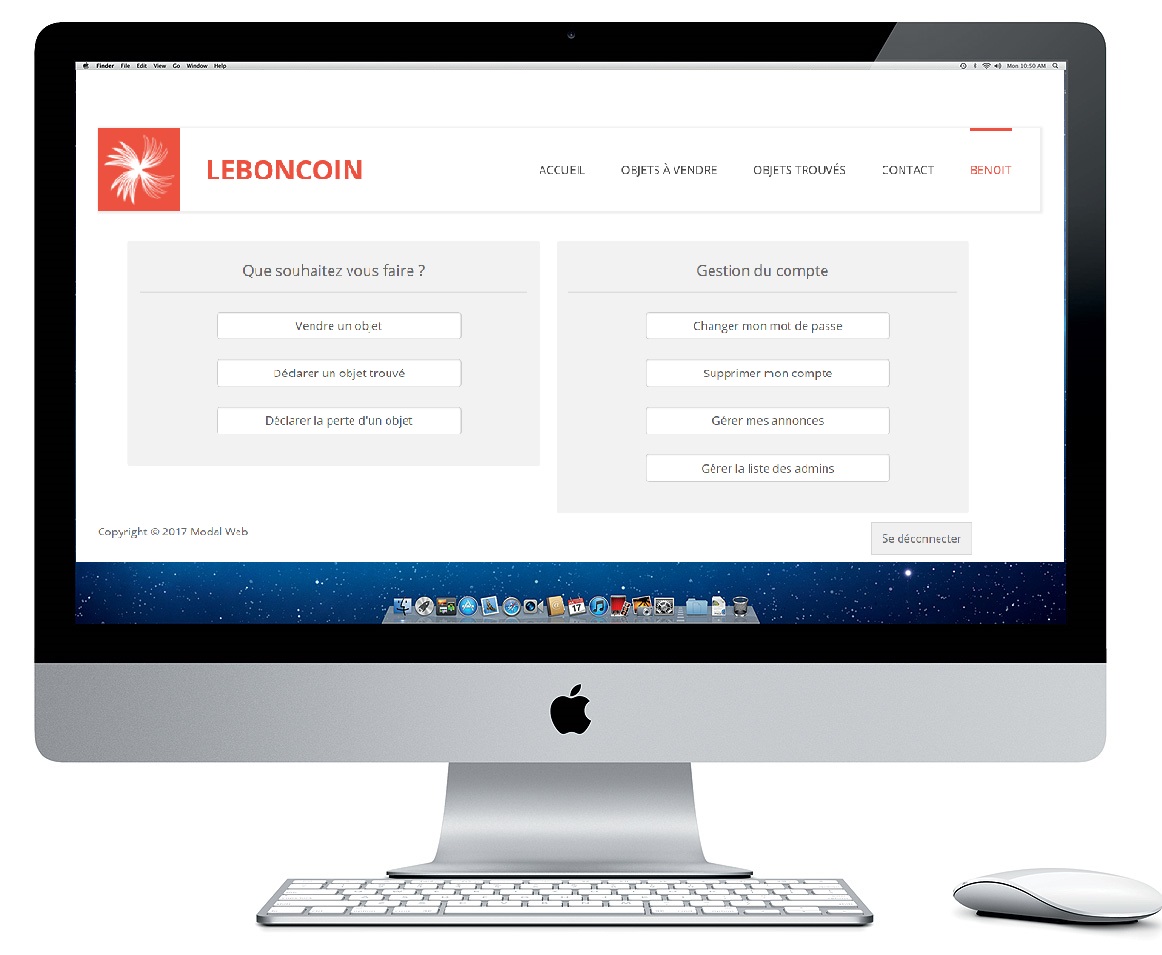 Finder File Edit View Go Window Help
Mon 10:50 AM
LEBONCOIN
ACCUEIL OBJETS À VENDRE OBJETS TROUVÉS CONTACT BENOIT
Que souhaitez vous faire ?
Vendre un objet
Déclarer un objet trouvé
Déclarer la perte d'un objet
Gestion du compte
Changer mon mot de passe
Supprimer mon compte
Gérer mes annonces
Gérer la liste des admins
Copyright © 2017 Modal Web
Se déconnecter
17